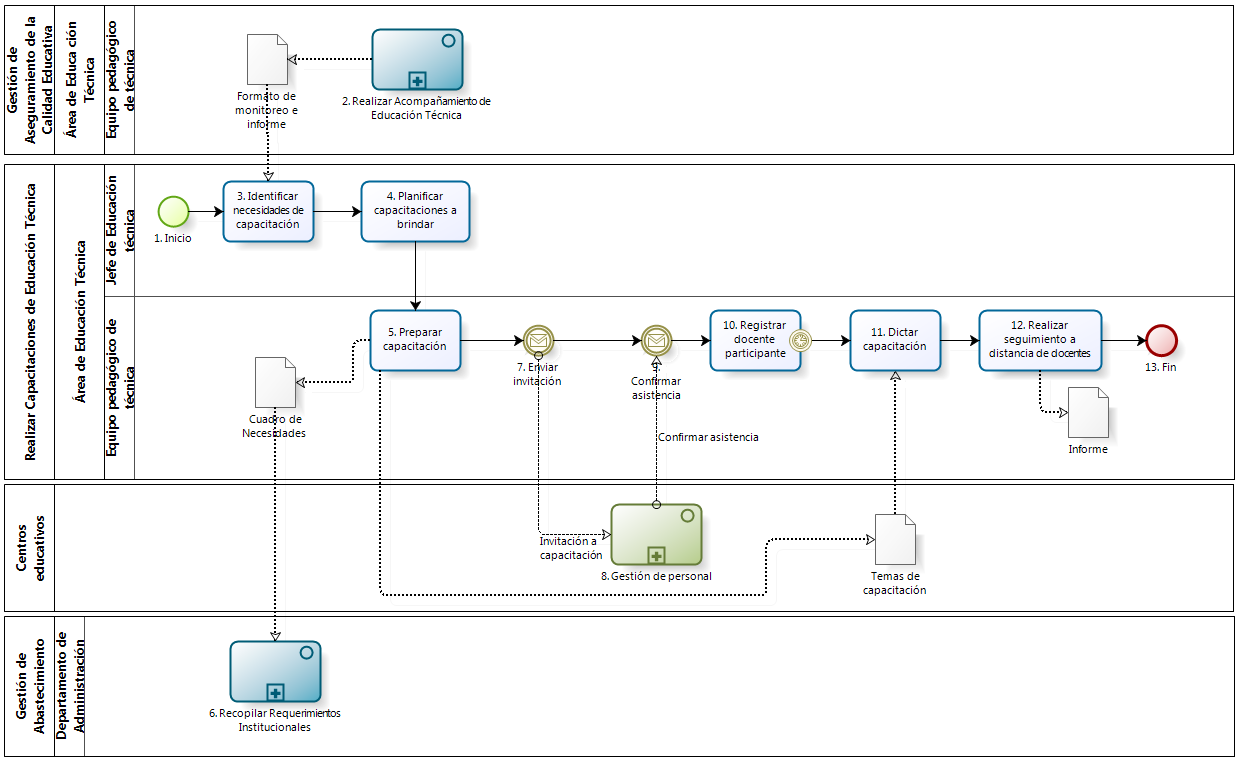 Gestión de
Aseguramiento de la
Calidad Educativa
Área de Educa ción
Técnica
Equipo pedagógico
de técnica
Formato de
monitoreo e
informe
2. Realizar Acompañamiento de
Educación Técnica
Realizar Capacitaciones de Educación Técnica
Área de Educación Técnica
Jefe de Educación
técnica
1. Inicio
3. Identificar
necesidades de
capacitación
4. Planificar
capacitaciones a
brindar
Equipo pedagógico de
técnica
5. Preparar
capacitación
7. Enviar
invitación
9.
Confirmar
asistencia
10. Registrar
docente
participante
11. Dictar
capacitación
12. Realizar
seguimiento a
distancia de docentes
13. Fin
Cuadro de
Necesidades
Confirmar asistencia
Informe
Centros
educativos
Invitación a
capacitación
8. Gestión de personal
Temas de
capacitación
Gestión de
Abastecimiento
Departamento de
Administración
6. Recopilar Requerimientos
Institucionales